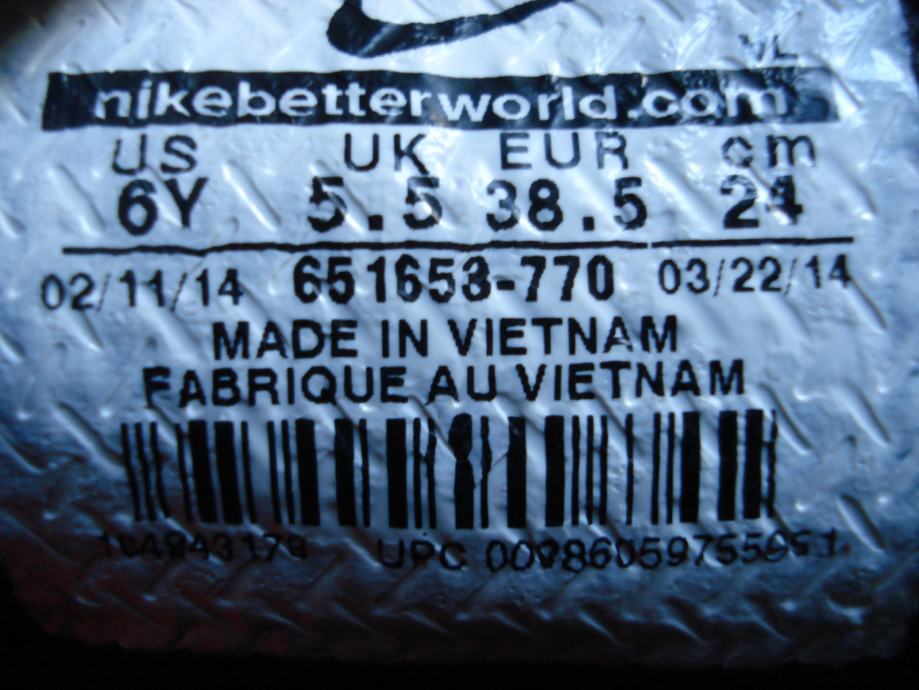 VL
nikebetterworld.com
US UK EUR cm
6Y 5.5 38.5 24
02/11/14 651653-770 03/22/14
MADE IN VIETNAM
FABRIQUE AU VIETNAM
UPC